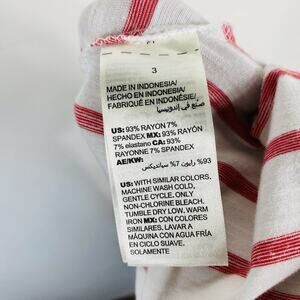 3
MADE IN INDONESIA/
HECHO EN INDONESIA/
FABRIQUÉ EN INDONÉSIE/
صنع في اندونيسيا
US: 93% RAYON 7%
SPANDEX MX: 93% RAYON
7% elastano CA: 93%
RAYONNE 7% SPANDEX
AE/KW:
93% رايون 7% سبانديكس
US: WITH SIMILAR COLORS,
MACHINE WASH COLD,
GENTLE CYCLE. ONLY
NON-CHLORINE BLEACH.
TUMBLE DRY LOW. WARM
IRON MX: CON COLORES
SIMILARES, LAVAR A
MÁQUINA CON AGUA FRÍA
EN CICLO SUAVE.
SOLAMENTE